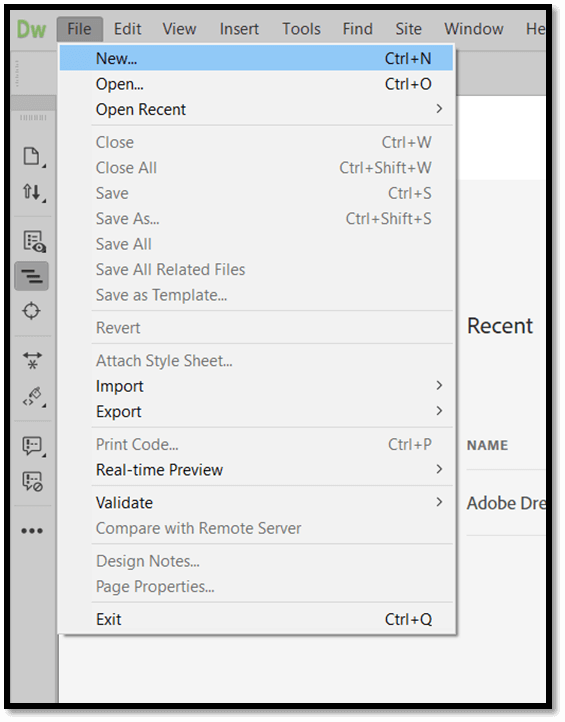 Dw File Edit View Insert Tools Find Site Window He
New... Ctrl+N
Open... Ctrl+O
Open Recent
Close Ctrl+W
Close All Ctrl+Shift+W
Save Ctrl+S
Save As... Ctrl+Shift+S
Save All
Save All Related Files
Save as Template...
Revert
Recent
Attach Style Sheet...
Import
Export
Print Code... Ctrl+P
NAME
Real-time Preview
Validate
Adobe Dre
Compare with Remote Server
Design Notes...
Page Properties...
Exit Ctrl+Q